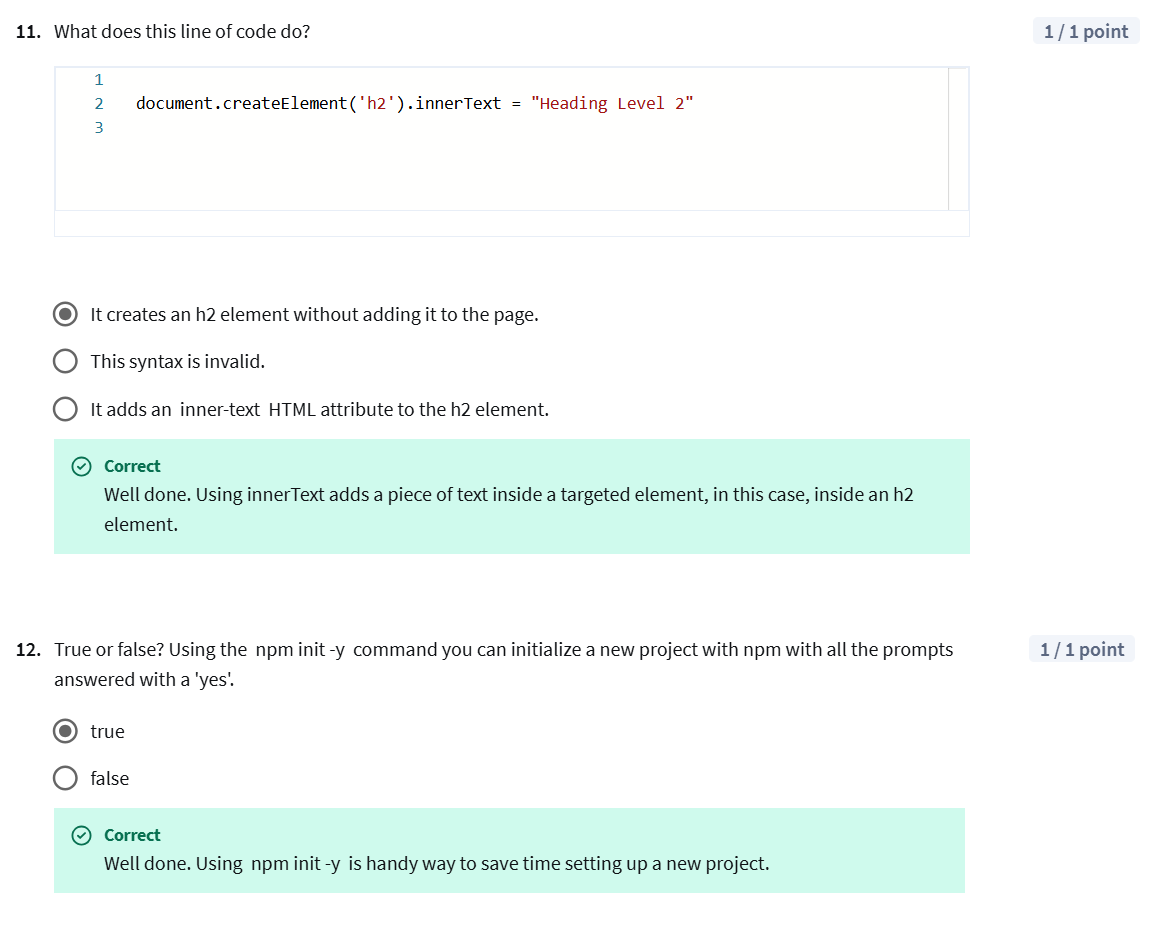 11. What does this line of code do?
1 / 1 point
1
2 document.createElement('h2').innerText = "Heading Level 2"
3
It creates an h2 element without adding it to the page.
This syntax is invalid.
It adds an inner-text HTML attribute to the h2 element.
Correct
Well done. Using innerText adds a piece of text inside a targeted element, in this case, inside an h2
element.
12. True or false? Using the npm init -y command you can initialize a new project with npm with all the prompts
answered with a 'yes'.
1 / 1 point
true
false
Correct
Well done. Using npm init -y is handy way to save time setting up a new project.